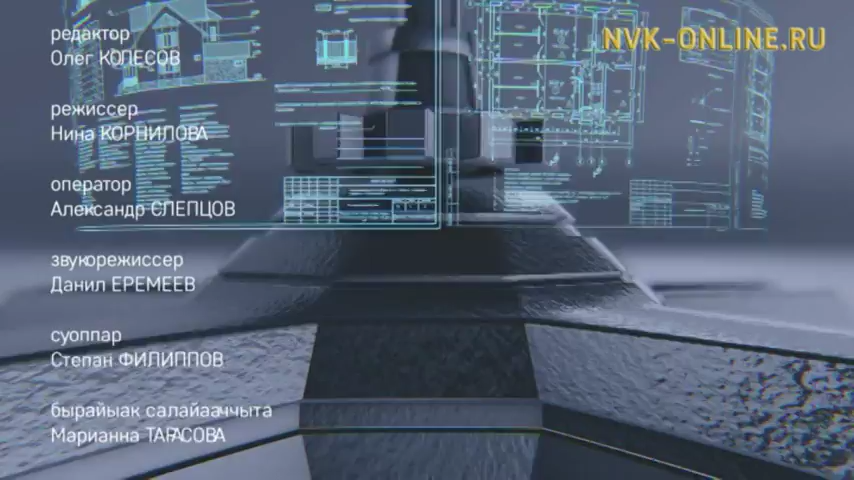 NVK-ONLINE.RU
редактор
Олег КОЛЕСОВ
режиссер
Нина КОРНИЛОВА
оператор
Александр СЛЕПЦОВ
звукорежиссер
Данил ЕРЕМЕЕВ
суоппар
Степан ФИЛИППОВ
бырайыак салайааччыта
Марианна ТАРАСОВА